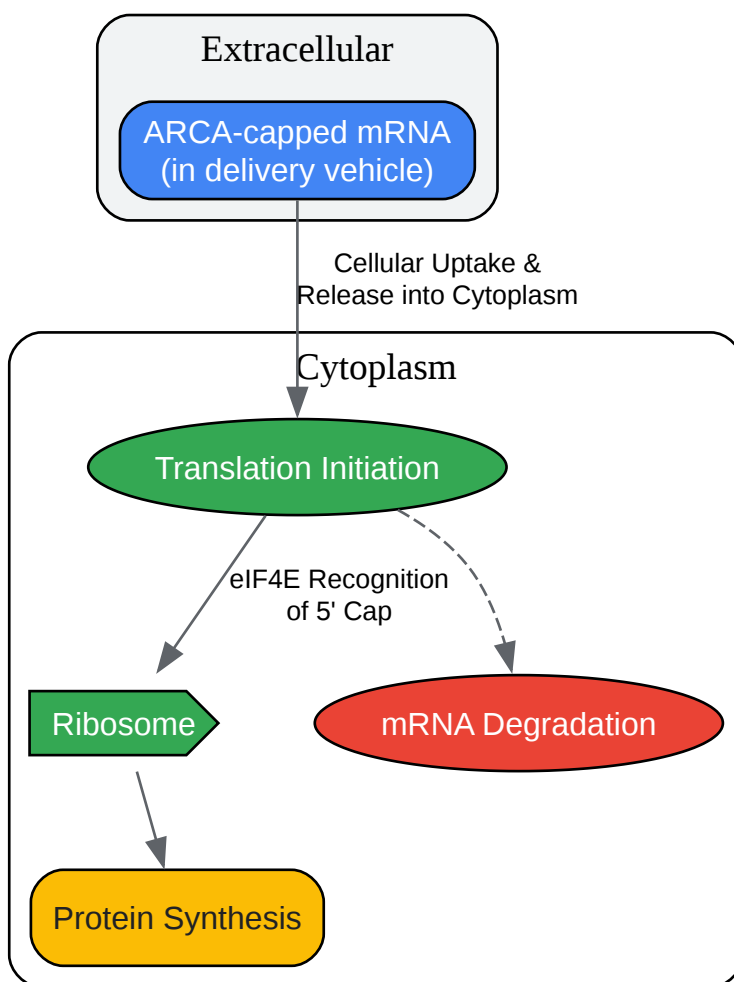 Extracellular
ARCA-capped mRNA
(in delivery vehicle)
Cellular Uptake &
Release into Cytoplasm
Cytoplasm
Translation Initiation
eIF4E Recognition
of 5' Cap
Ribosome
mRNA Degradation
Protein Synthesis